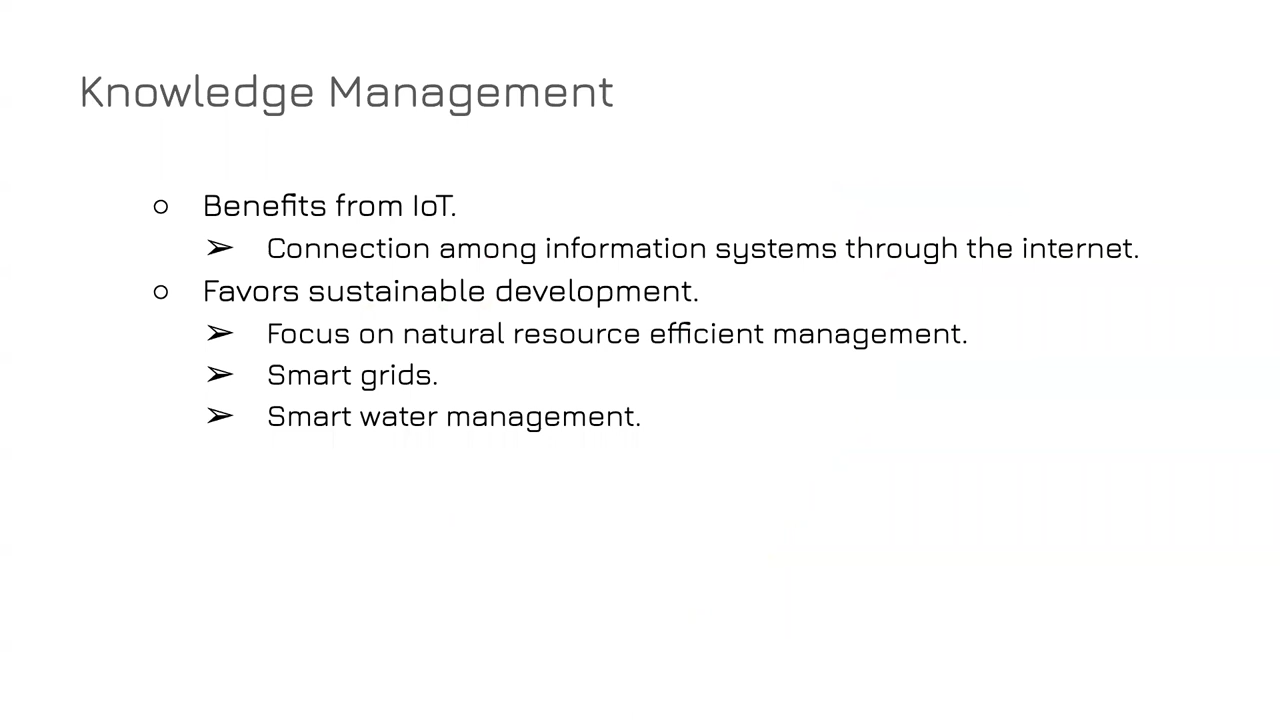 Knowledge Management
○ Benefits from IoT.
➢ Connection among information systems through the internet.
○ Favors sustainable development.
➢ Focus on natural resource efficient management.
➢ Smart grids.
➢ Smart water management.